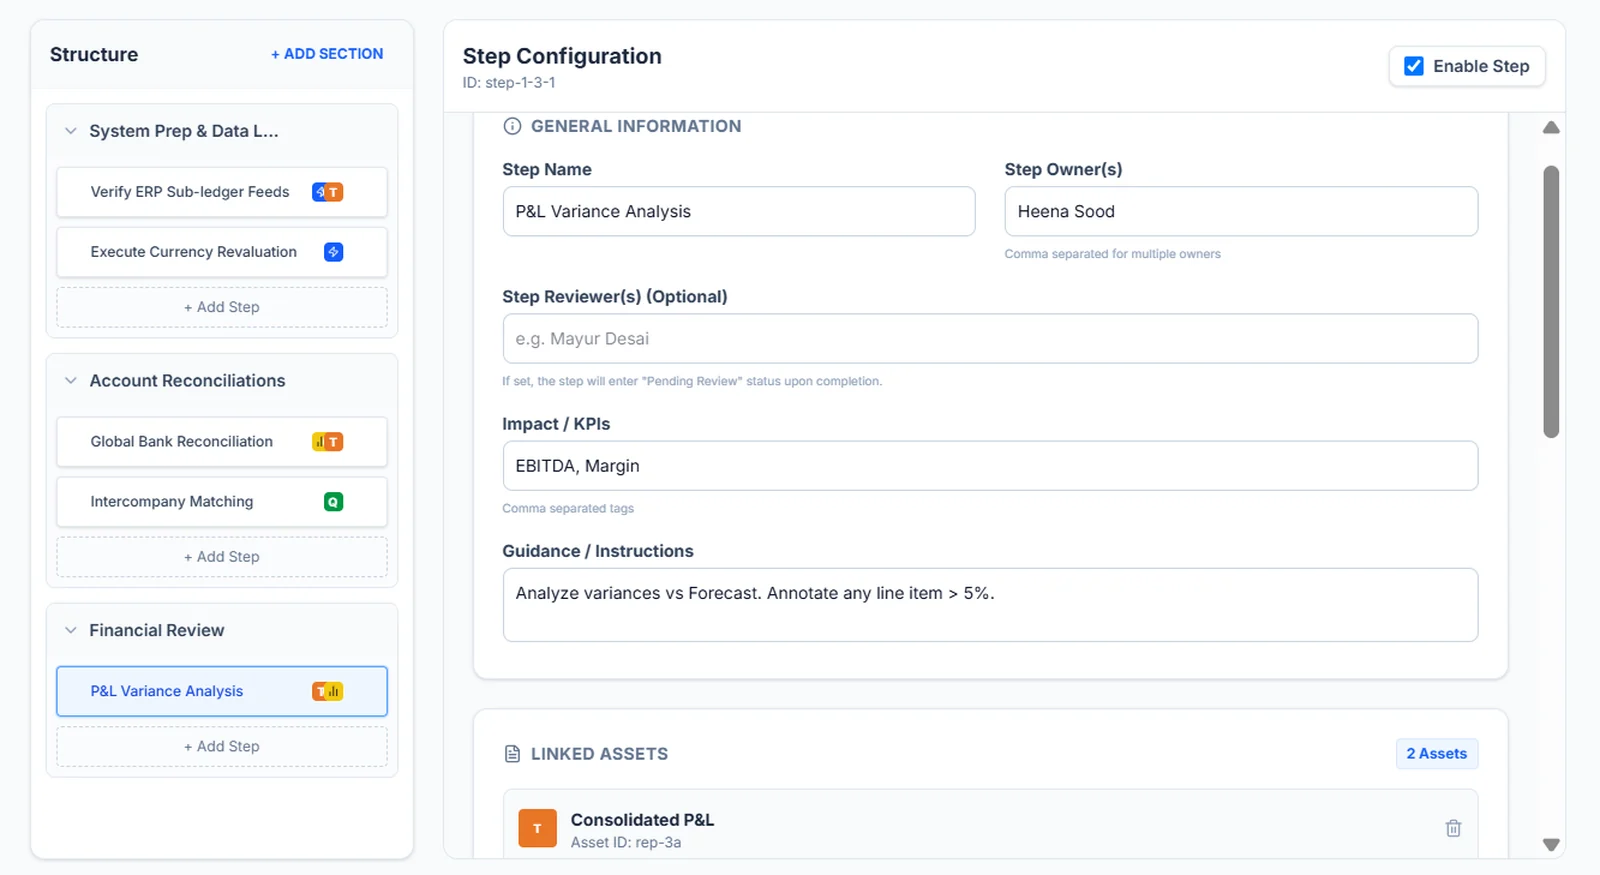 Structure
+ ADD SECTION
System Prep & Data L...
Verify ERP Sub-ledger Feeds
T
Execute Currency Revaluation
+ Add Step
Account Reconciliations
Global Bank Reconciliation
T
Intercompany Matching
Q
+ Add Step
Financial Review
P&L Variance Analysis
T
+ Add Step
Step Configuration
ID: step-1-3-1
Enable Step
GENERAL INFORMATION
Step Name
P&L Variance Analysis
Step Owner(s)
Heena Sood
Comma separated for multiple owners
Step Reviewer(s) (Optional)
e.g. Mayur Desai
If set, the step will enter "Pending Review" status upon completion.
Impact / KPIs
EBITDA, Margin
Comma separated tags
Guidance / Instructions
Analyze variances vs Forecast. Annotate any line item > 5%.
LINKED ASSETS
2 Assets
T
Consolidated P&L
Asset ID: rep-3a